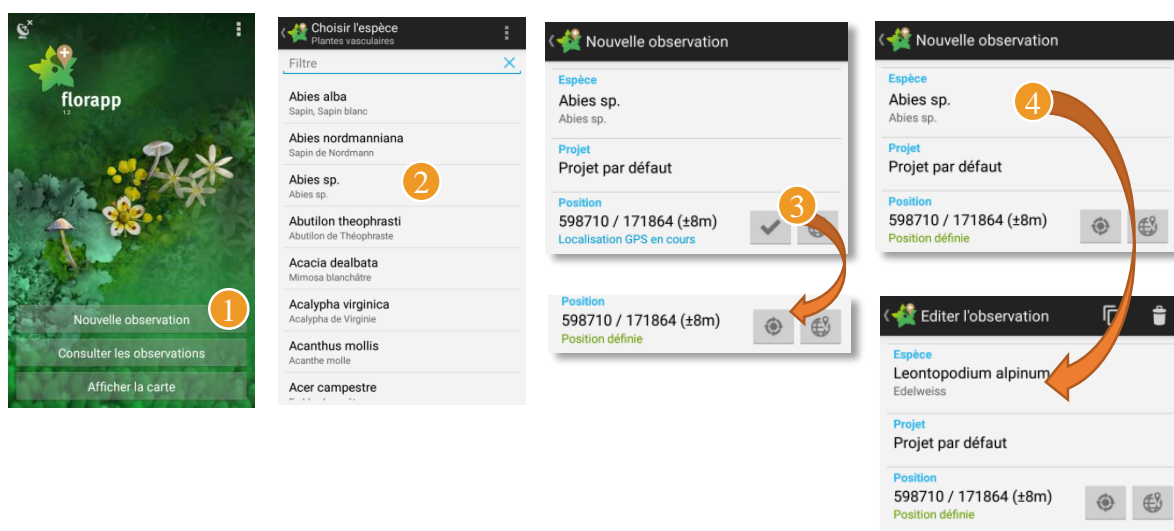 florapp
1.2
1
Nouvelle observation
Consulter les observations
Afficher la carte
Choisir l'espèce
Plantes vasculaires
Filtre
Abies alba
Sapin, Sapin blanc
Abies nordmanniana
Sapin de Nordmann
Abies sp.
Abies sp.
2
Abutilon theophrasti
Abutilon de Théophraste
Acacia dealbata
Mimosa blanchâtre
Acalypha virginica
Acalypha de Virginie
Acanthus mollis
Acanthe molle
Acer campestre
Nouvelle observation
Espèce
Abies sp.
Abies sp.
Projet
Projet par défaut
Position
598710 / 171864 (±8m)
Localisation GPS en cours
3
Position
598710 / 171864 (±8m)
Position définie
Nouvelle observation
Espèce
Abies sp.
Abies sp.
4
Projet
Projet par défaut
Position
598710 / 171864 (±8m)
Position définie
Editer l'observation
Espèce
Leontopodium alpinum
Edelweiss
Projet
Projet par défaut
Position
598710 / 171864 (±8m)
Position définie